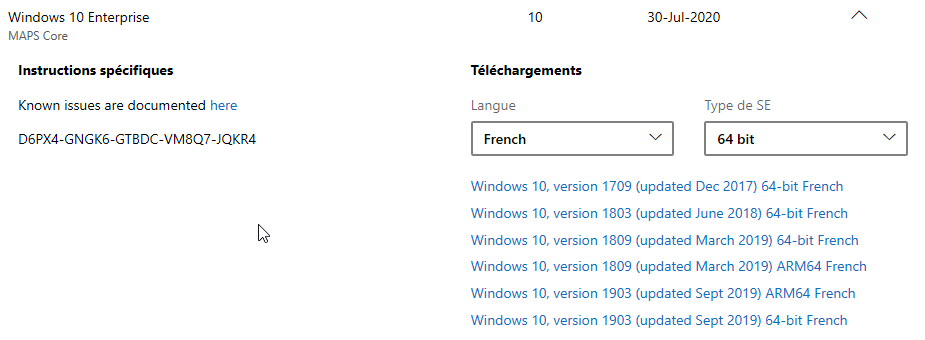 Windows 10 Enterprise 10 30-Jul-2020
MAPS Core
Instructions spécifiques
Known issues are documented here
D6PX4-GNGK6-GTBDC-VM8Q7-JQKR4
Téléchargements
Langue Type de SE
French 64 bit
Windows 10, version 1709 (updated Dec 2017) 64-bit French
Windows 10, version 1803 (updated June 2018) 64-bit French
Windows 10, version 1809 (updated March 2019) 64-bit French
Windows 10, version 1809 (updated March 2019) ARM64 French
Windows 10, version 1903 (updated Sept 2019) ARM64 French
Windows 10, version 1903 (updated Sept 2019) 64-bit French